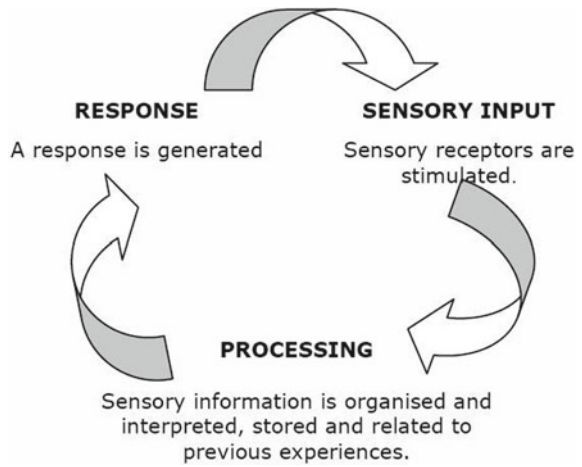 RESPONSE
A response is generated
SENSORY INPUT
Sensory receptors are
stimulated.
PROCESSING
Sensory information is organised and
interpreted, stored and related to
previous experiences.